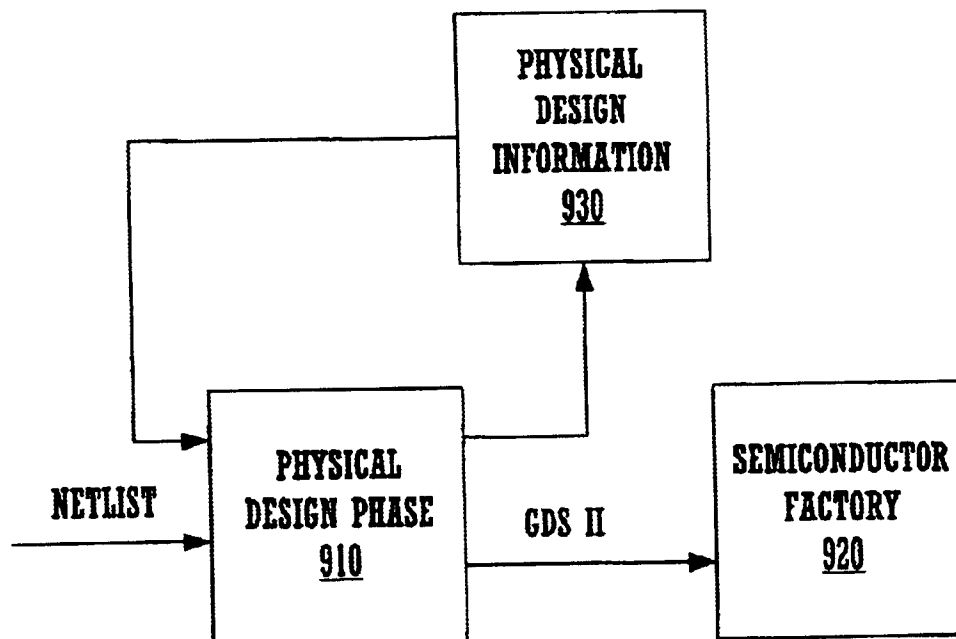 PHYSICAL
DESIGN
INFORMATION
930
NETLIST
PHYSICAL
DESIGN PHASE
910
GDS II
SEMICONDUCTOR
FACTORY
920